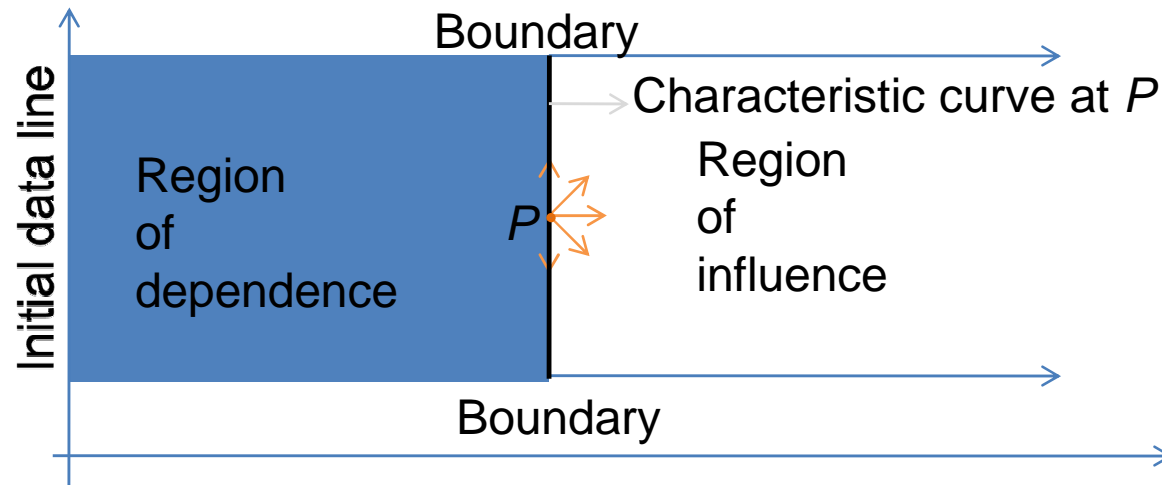 Boundary
Initial data line
Characteristic curve at P
Region
of
dependence
P
Region
of
influence
Boundary